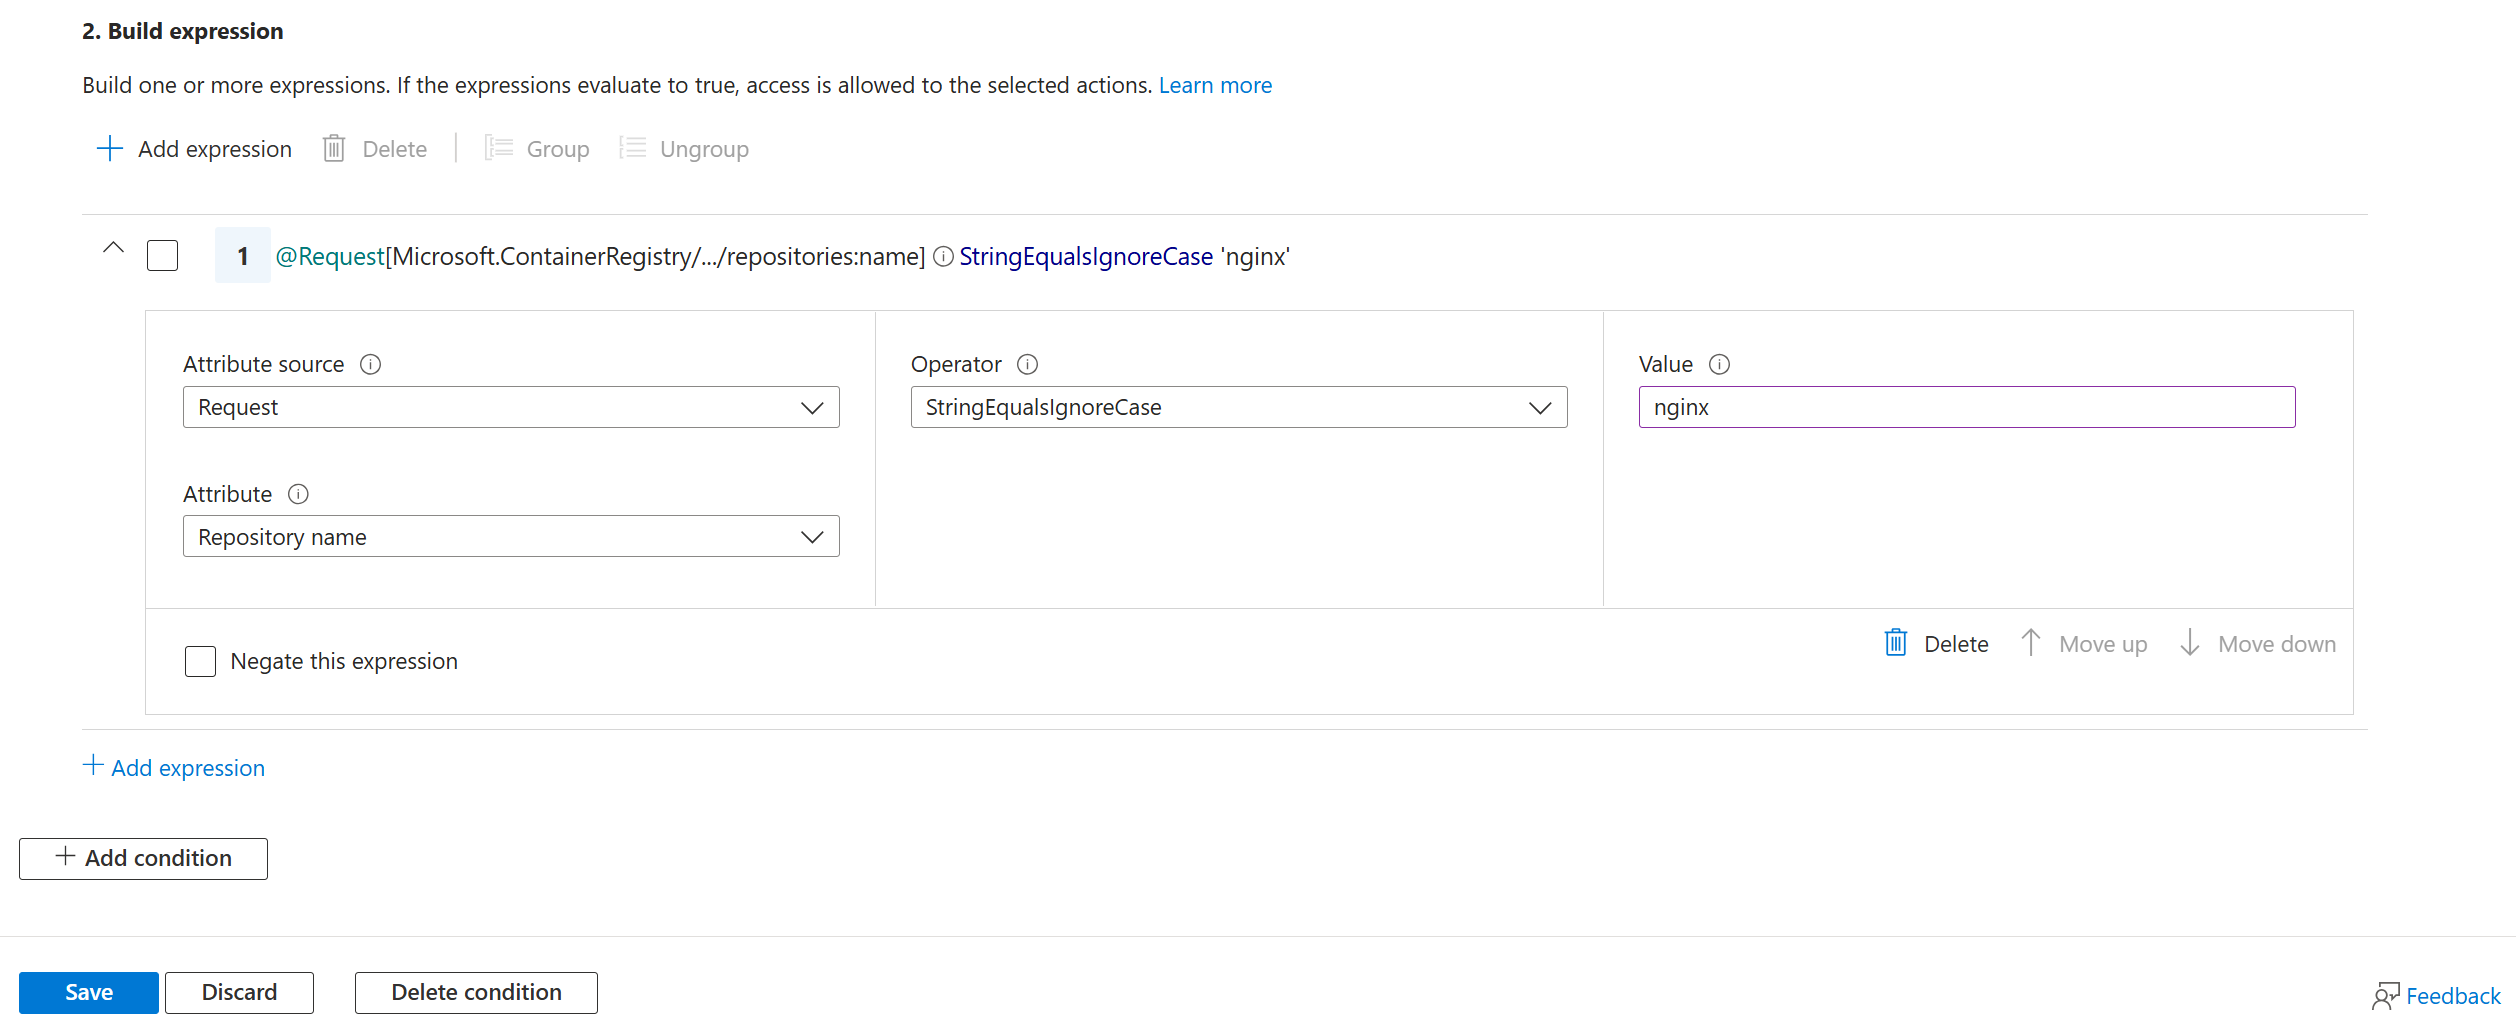 2. Build expression
Build one or more expressions. If the expressions evaluate to true, access is allowed to the selected actions. Learn more
Add expression Delete Group Ungroup
1 @Request[Microsoft.ContainerRegistry/.../repositories:name] StringEqualsIgnoreCase 'nginx'
Attribute source Operator Value
Request StringEqualsIgnoreCase nginx
Attribute
Repository name
Negate this expression Delete Move up Move down
Add expression
Add condition
Save Discard Delete condition Feedback